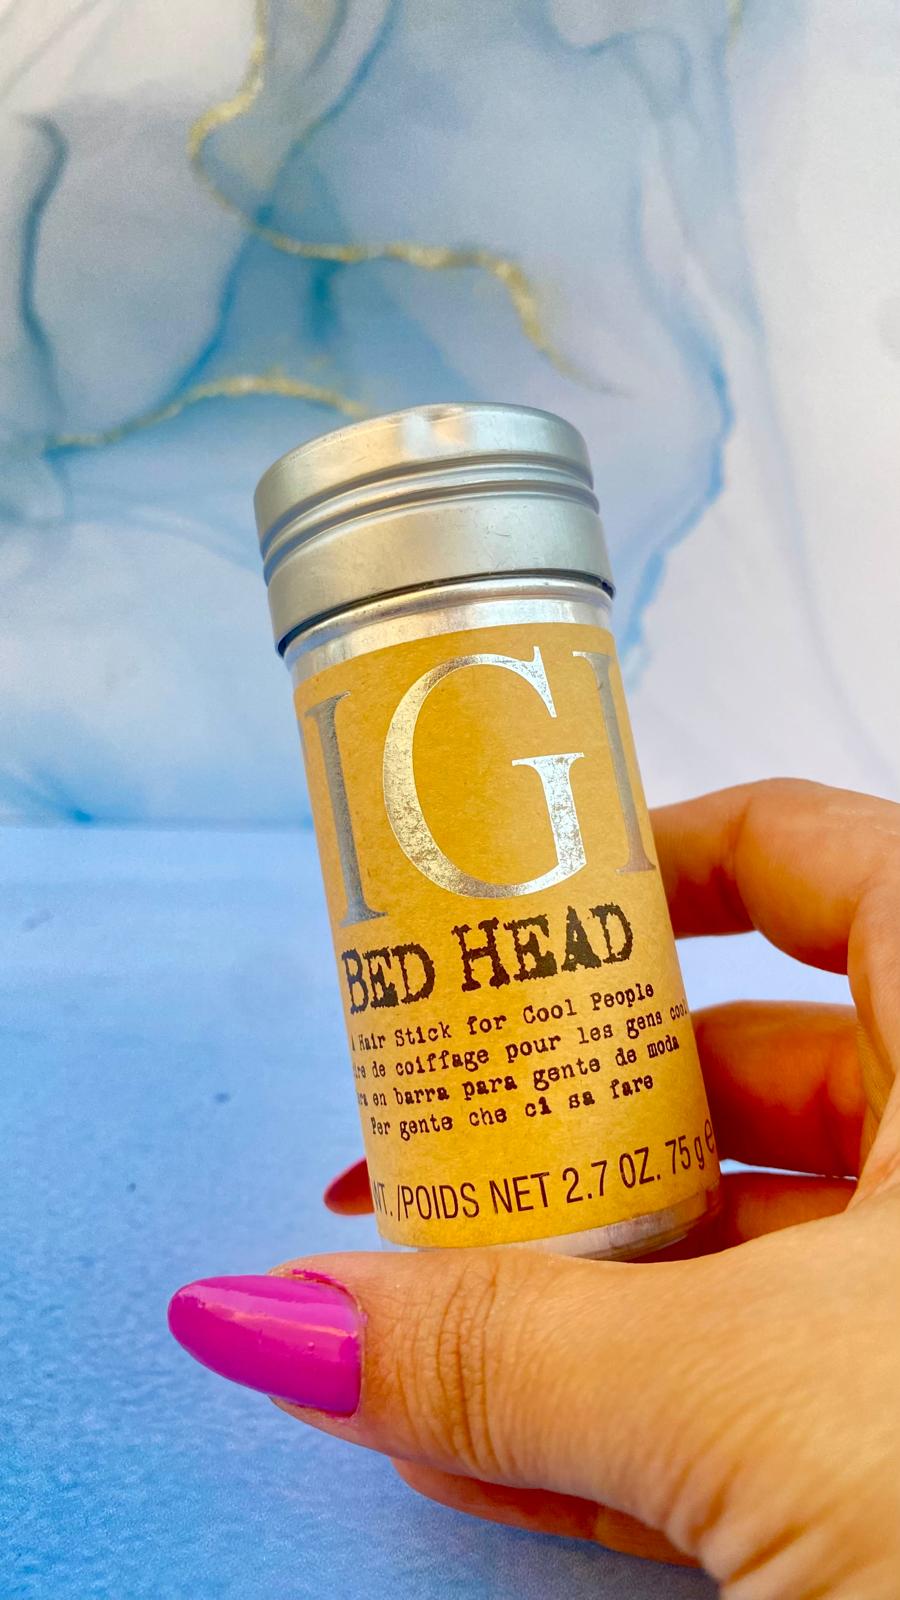 IGI
BED HEAD
A Hair Stick for Cool People
de coiffage pour les gens cool
en barra para gente de moda
Per gente che ci sa fare
WT./POIDS NET 2.7 OZ. 75 g e